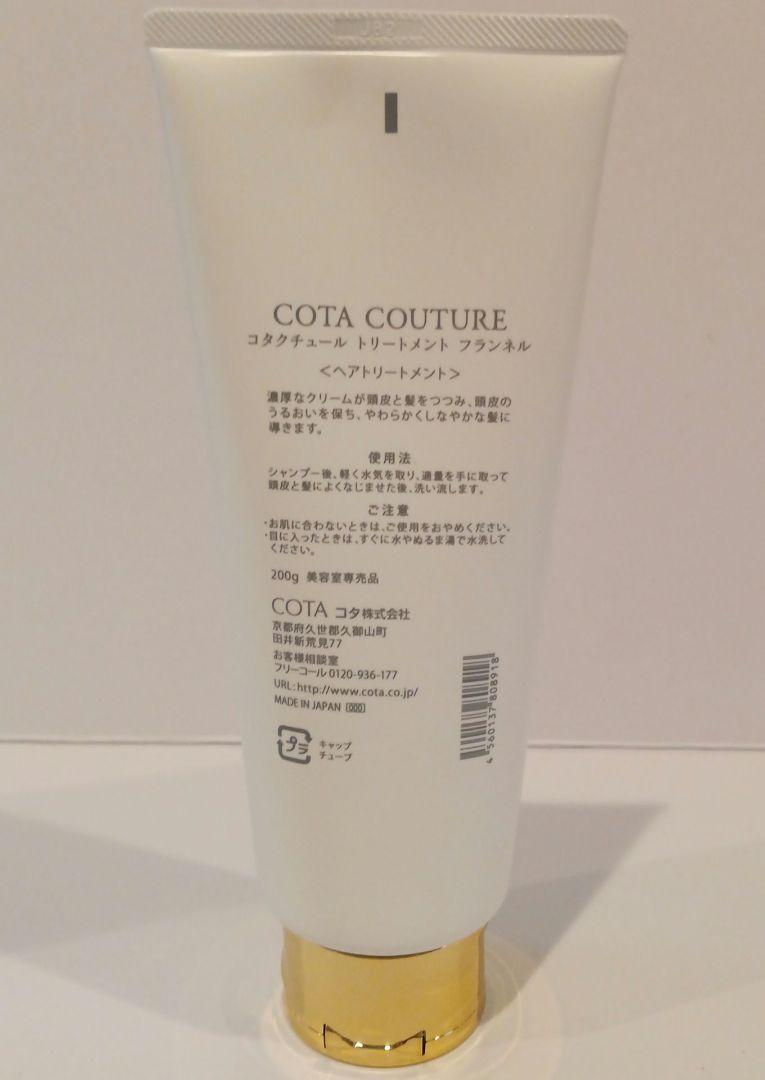 COTA COUTURE
コタクチュール トリートメント フランネル
<ヘアトリートメント>
濃厚なクリームが頭皮と髪をつつみ、頭皮の
うるおいを保ち、やわらかくしなやかな髪に
導きます。
使用法
シャンプー後、軽く水気を取り、適量を手に取って
頭皮と髪によくなじませた後、洗い流します。
ご注意
・お肌に合わないときは、ご使用をおやめください。
・目に入ったときは、すぐに水やぬるま湯で水洗して
ください。
200g 美容室専売品
COTA コタ株式会社
京都府久世郡久御山町
田井新荒見77
お客様相談室
フリーコール 0120-936-177
URL:http://www.cota.co.jp/
MADE IN JAPAN 000
プラ
キャップ
チューブ
4 560137 808918